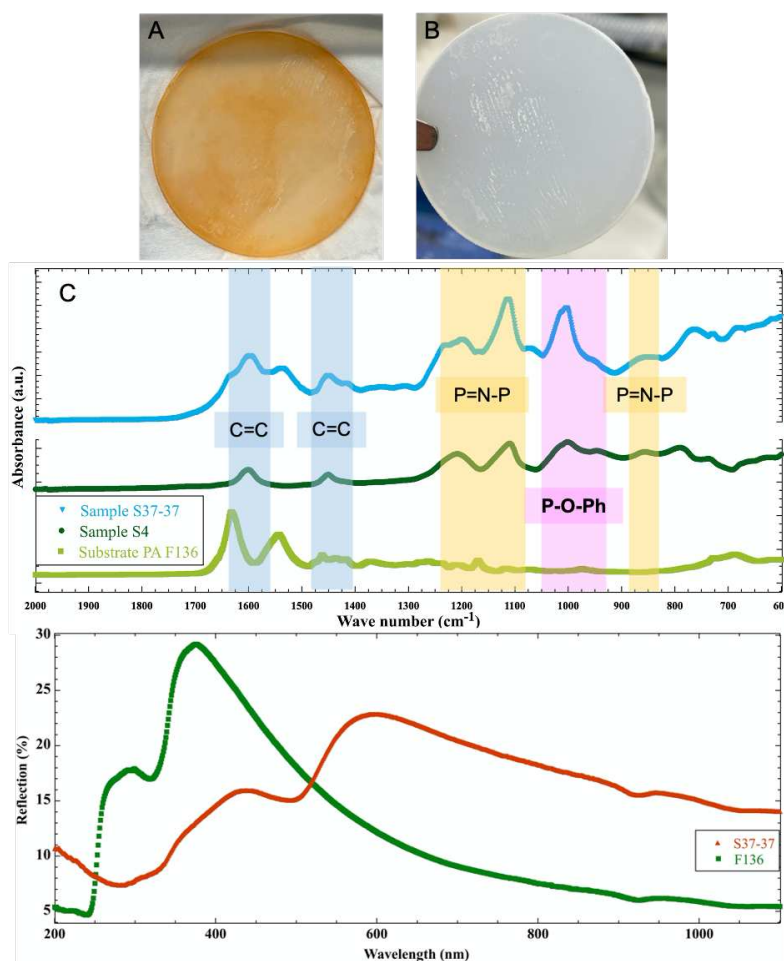 A
B
C
P=N-P
P=N-P
C=C
C=C
P-O-Ph
Absorbance (a.u.)
Sample S37-37
Sample S4
Substrate PA F136
2000 1900 1800 1700 1600 1500 1400 1300 1200 1100 1000 900 800 700 600
Wave number (cm⁻¹)
30
25
20
15
10
5
Reflection (%)
S37-37
F136
200 400 600 800 1000
Wavelength (nm)